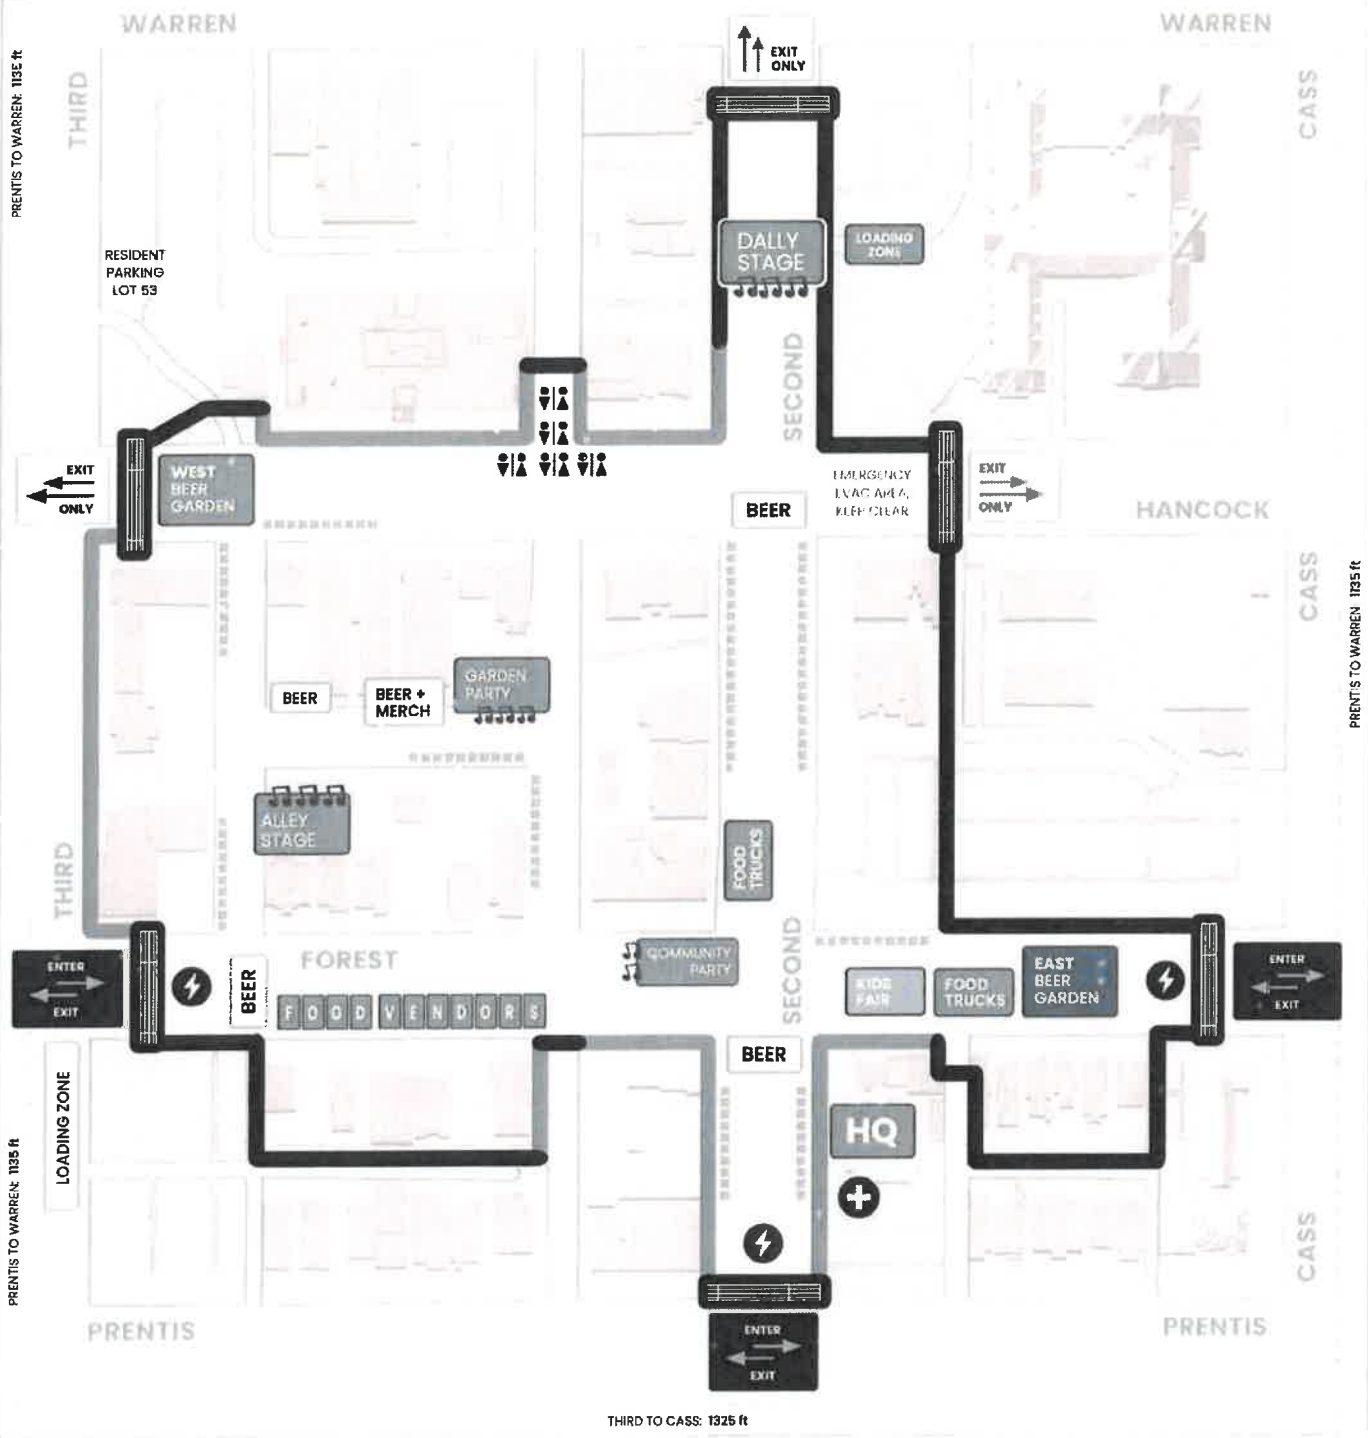 WARREN
WARREN
EXIT
ONLY
THIRD
CASS
PRENTIS TO WARREN: 113E ft
RESIDENT
PARKING
LOT 53
DALLY
STAGE
LOADING
ZONE
SECOND
EXIT
ONLY
WEST
BEER
GARDEN
BEER
EMERGENCY
EVAC AREA,
KEEP CLEAR
EXIT
ONLY
HANCOCK
CASS
PRENTIS TO WARREN 1135 ft
BEER
BEER +
MERCH
GARDEN
PARTY
ALLEY
STAGE
FOOD
TRUCKS
THIRD
FOREST
COMMUNITY
PARTY
SECOND
ENTER
EXIT
BEER
FOOD VENDORS
KIDS
FAIR
FOOD
TRUCKS
EAST
BEER
GARDEN
ENTER
EXIT
BEER
LOADING ZONE
HQ
PRENTIS TO WARREN: 1135 ft
CASS
PRENTIS
PRENTIS
ENTER
EXIT
THIRD TO CASS: 1325 ft